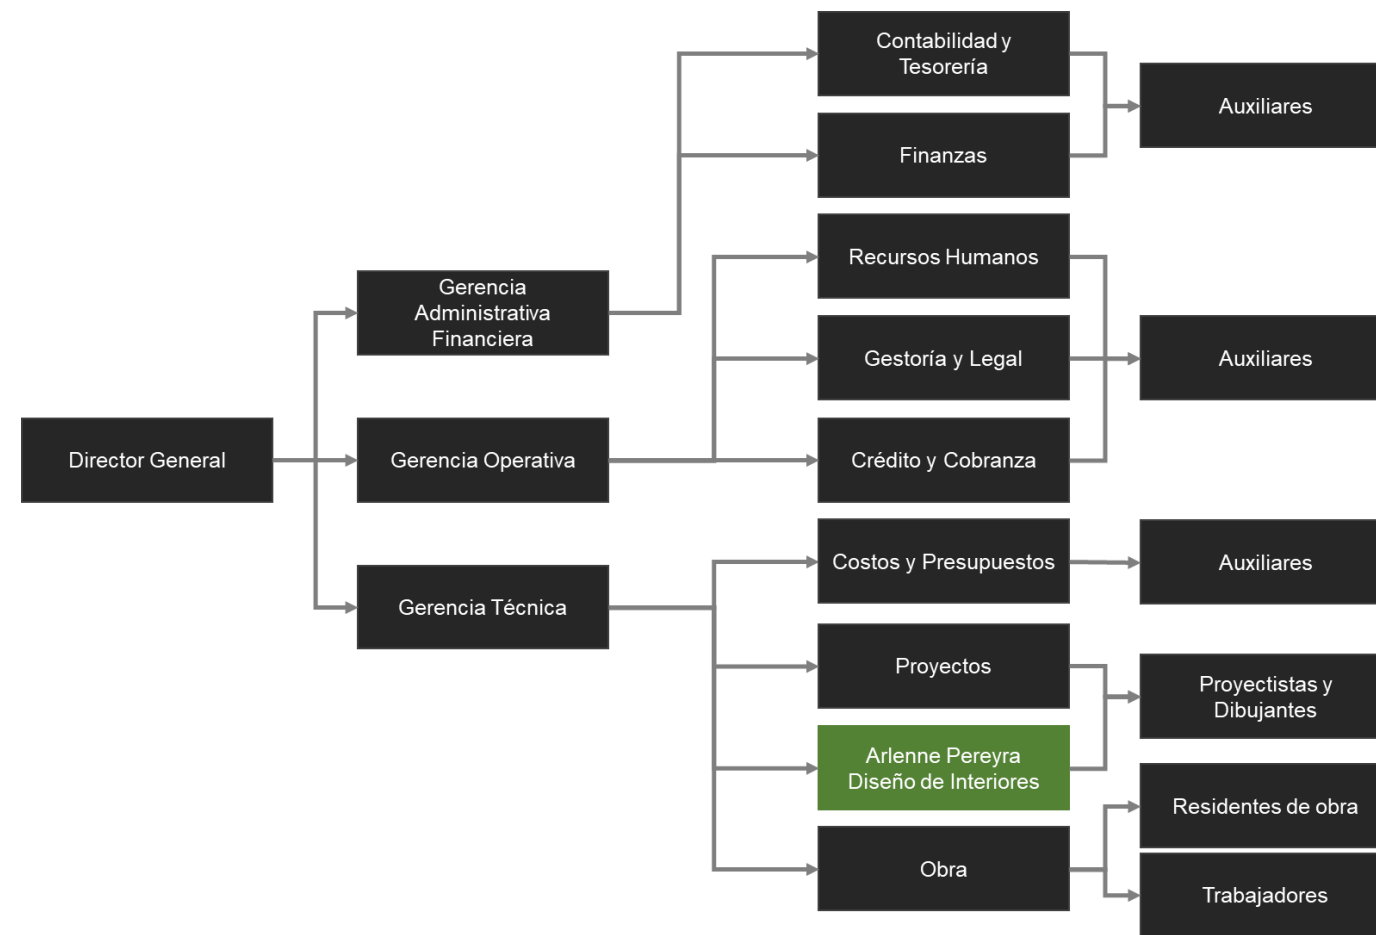 Contabilidad y
Tesorería
Auxiliares
Finanzas
Recursos Humanos
Gerencia
Administrativa
Financiera
Gestoría y Legal
Auxiliares
Director General
Gerencia Operativa
Crédito y Cobranza
Costos y Presupuestos
Auxiliares
Gerencia Técnica
Proyectos
Proyectistas y
Dibujantes
Arlenne Pereyra
Diseño de Interiores
Residentes de obra
Obra
Trabajadores